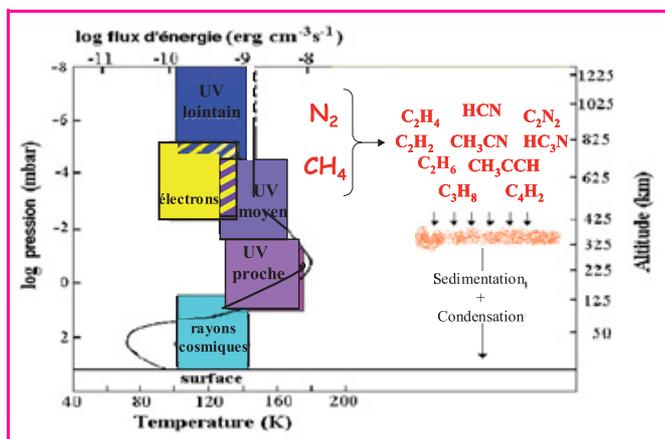 log flux d'énergie (erg cm⁻³s⁻¹)
-11 -10 -9 -8
log pression (mbar)
-8
-6
-4
-2
0
2
UV
lointain
électrons
UV
moyen
UV
proche
rayons
cosmiques
surface
40 80 120 160 200
Temperature (K)
N₂
CH₄
C₂H₄ HCN C₂N₂
C₂H₂ CH₃CN HC₃N
C₂H₆ CH₃CCH
C₃H₈ C₄H₂
Sedimentation
+
Condensation
1225
1025
825
625
425
325
225
125
50
Altitude (km)